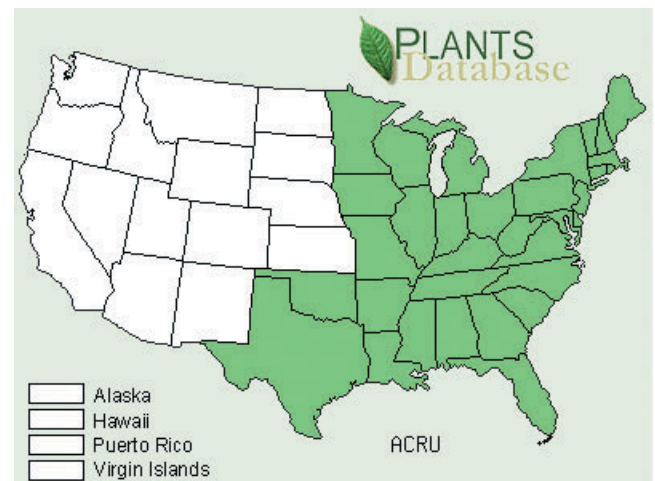 PLANTS
Database
Alaska
Hawaii
Puerto Rico
Virgin Islands
ACRU